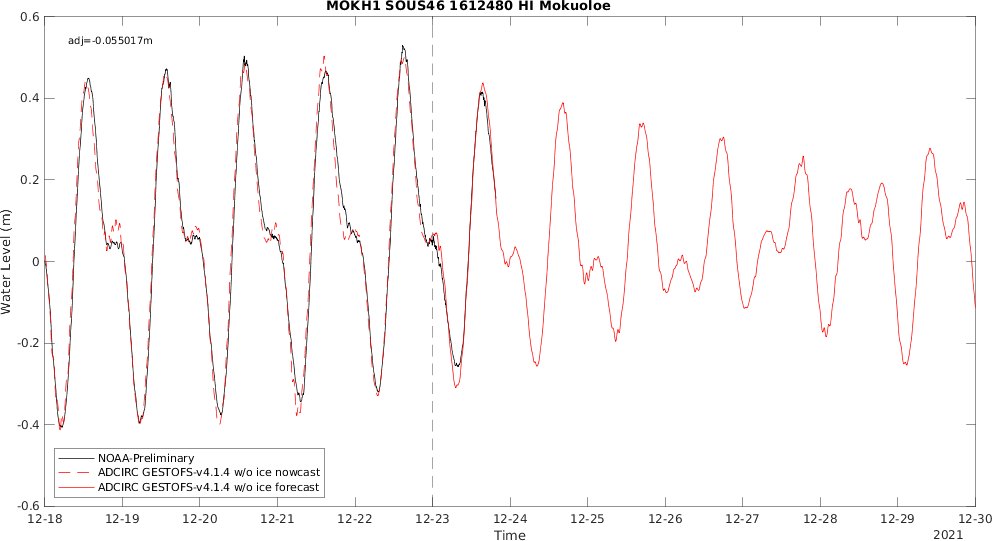 MOKH1 SOUS46 1612480 HI Mokuoloe
adj=-0.055017m
Water Level (m)
0.6
0.4
0.2
0
-0.2
-0.4
-0.6
NOAA-Preliminary
ADCIRC GESTOFS-v4.1.4 w/o ice nowcast
ADCIRC GESTOFS-v4.1.4 w/o ice forecast
12-18 12-19 12-20 12-21 12-22 12-23 12-24 12-25 12-26 12-27 12-28 12-29 12-30
Time
2021